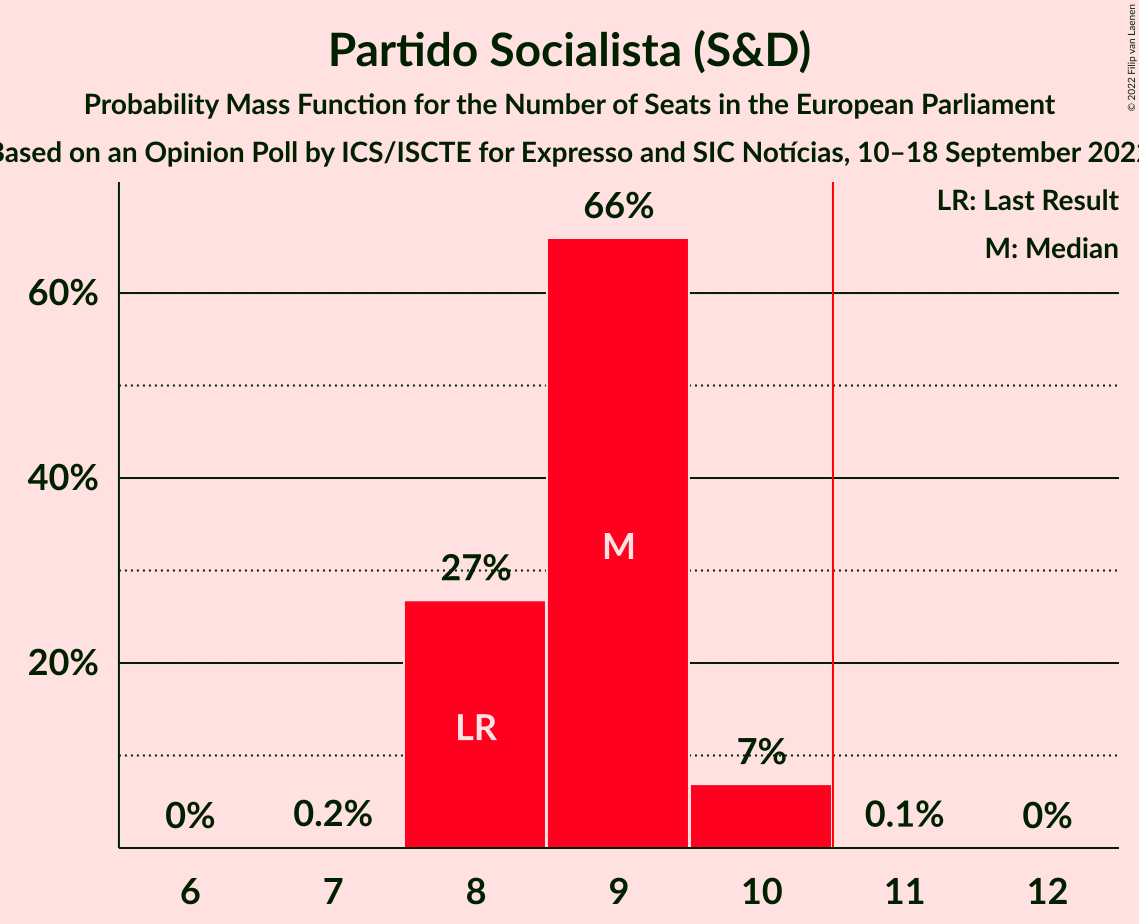 Partido Socialista (S&D)
Probability Mass Function for the Number of Seats in the European Parliament
Based on an Opinion Poll by ICS/ISCTE for Expresso and SIC Notícias, 10–18 September 2022
© 2022 Filip van Laenen
LR: Last Result
M: Median
66%
60%
40%
27%
20%
M
LR
7%
0%
0.2%
0.1%
0%
6 7 8 9 10 11 12